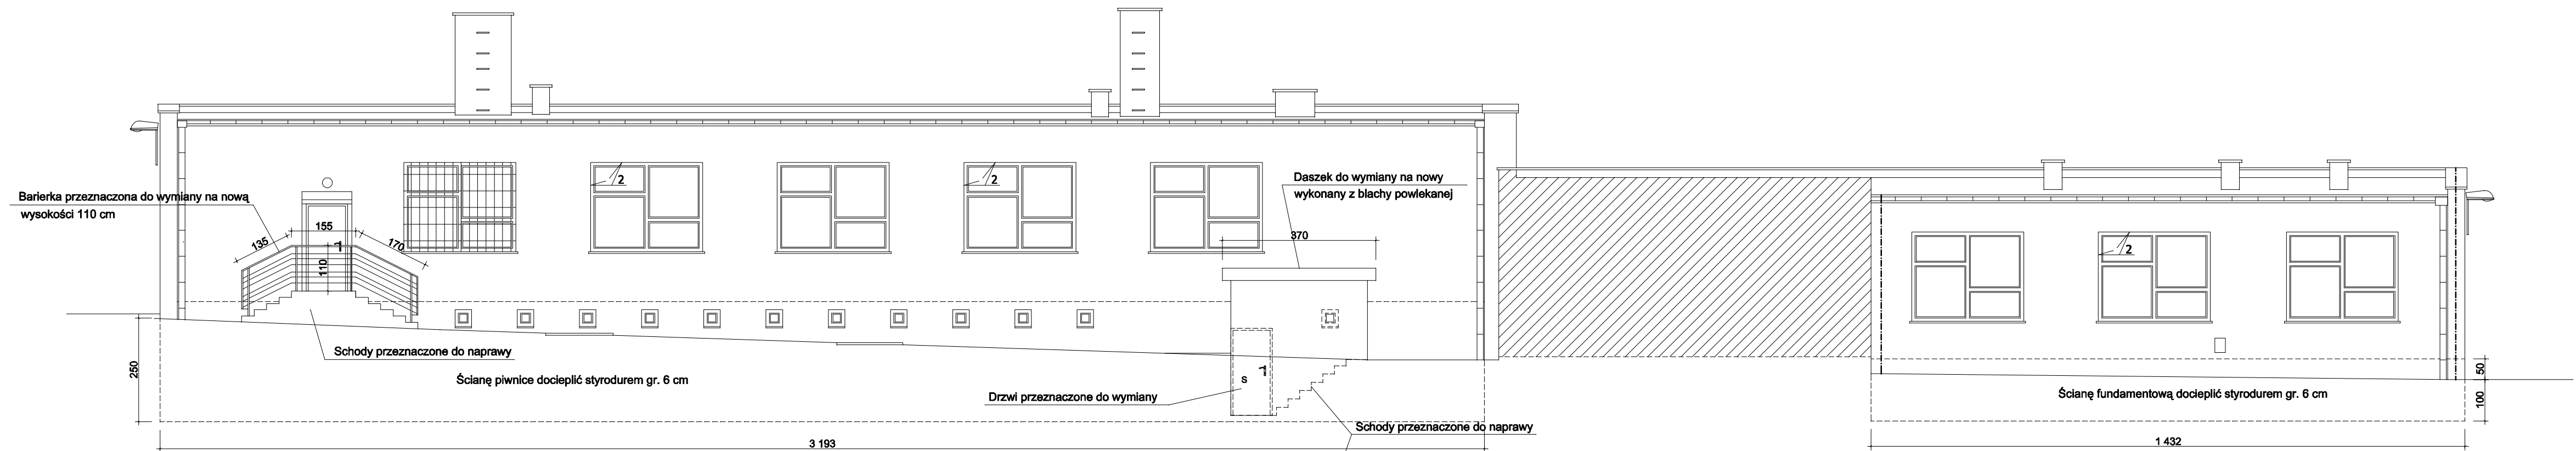 Barierka przeznaczona do wymiany na nową
wysokości 110 cm
135
155
170
110
1
2
2
Daszek do wymiany na nowy
wykonany z blachy powlekanej
370
2
250
Schody przeznaczone do naprawy
Ścianę piwnice docieplić styrodurem gr. 6 cm
S
1
Drzwi przeznaczone do wymiany
Schody przeznaczone do naprawy
3 193
Ścianę fundamentową docieplić styrodurem gr. 6 cm
50
100
1 432